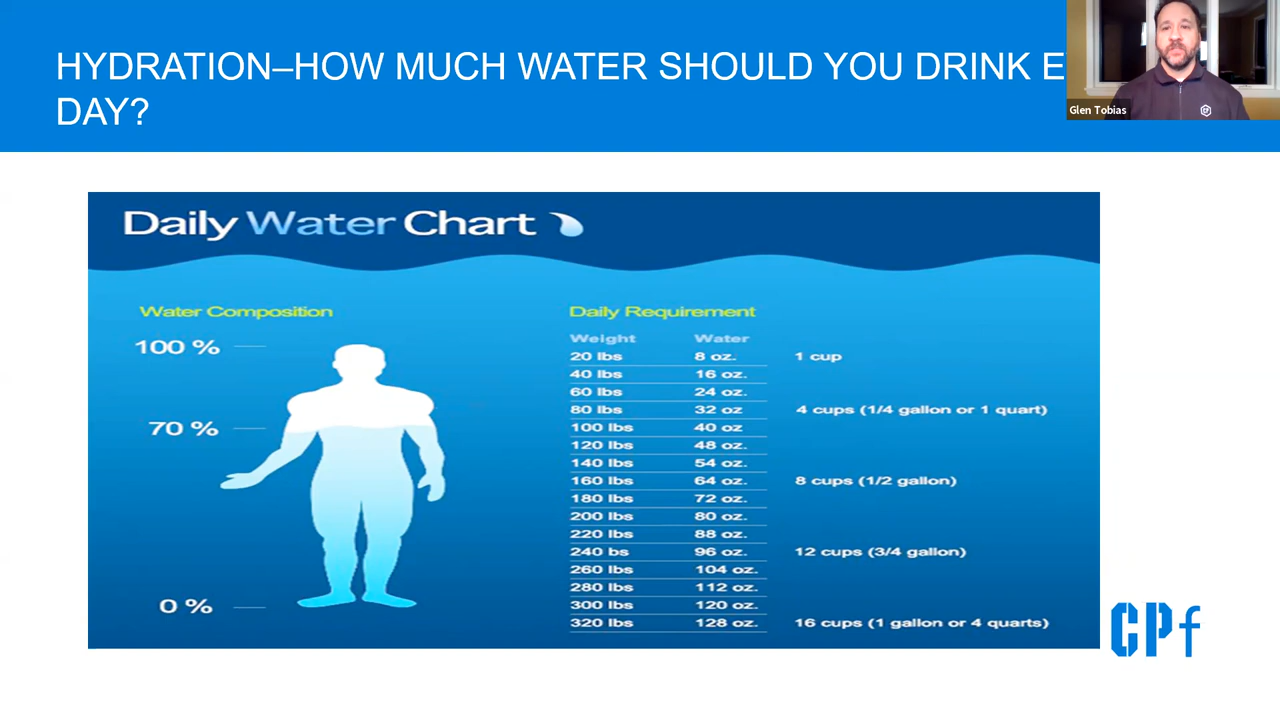 HYDRATION–HOW MUCH WATER SHOULD YOU DRINK E
DAY?
Glen Tobias
Daily Water Chart
Water Composition
100 %
70 %
0 %
Daily Requirement
Weight Water
20 lbs 8 oz. 1 cup
40 lbs 16 oz.
60 lbs 24 oz.
80 lbs 32 oz 4 cups (1/4 gallon or 1 quart)
100 lbs 40 oz
120 lbs 48 oz.
140 lbs 54 oz.
160 lbs 64 oz. 8 cups (1/2 gallon)
180 lbs 72 oz.
200 lbs 80 oz.
220 lbs 88 oz.
240 bs 96 oz. 12 cups (3/4 gallon)
260 lbs 104 oz.
280 lbs 112 oz.
300 lbs 120 oz.
320 lbs 128 oz. 16 cups (1 gallon or 4 quarts)
CPf